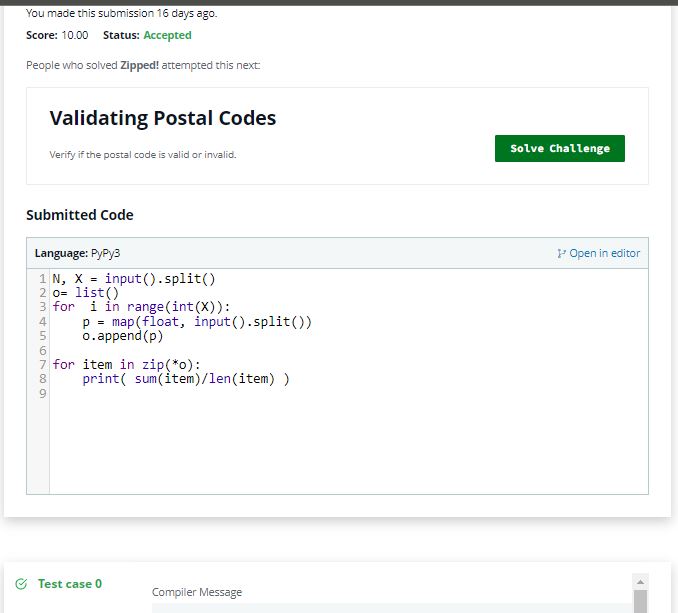 You made this submission 16 days ago.
Score: 10.00 Status: Accepted
People who solved Zipped! attempted this next:
Validating Postal Codes
Verify if the postal code is valid or invalid.
Solve Challenge
Submitted Code
Language: PyPy3 Open in editor
1 N, X = input().split()
2 o= list()
3 for  i in range(int(X)):
4     p = map(float, input().split())
5     o.append(p)
6
7 for item in zip(*o):
8     print( sum(item)/len(item) )
9
Test case 0
Compiler Message